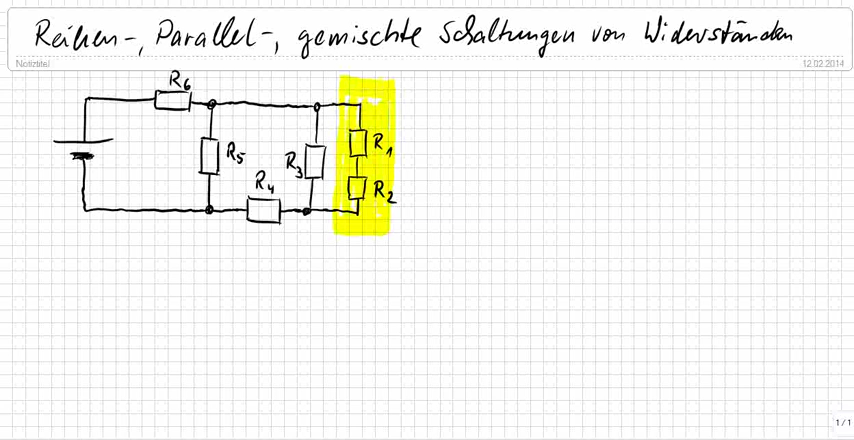 Reihen-, Parallel-, gemischte Schaltungen von Widerständen
Notiztitel
12.02.2014
R6
R5
R4
R3
R1
R2
1 / 1